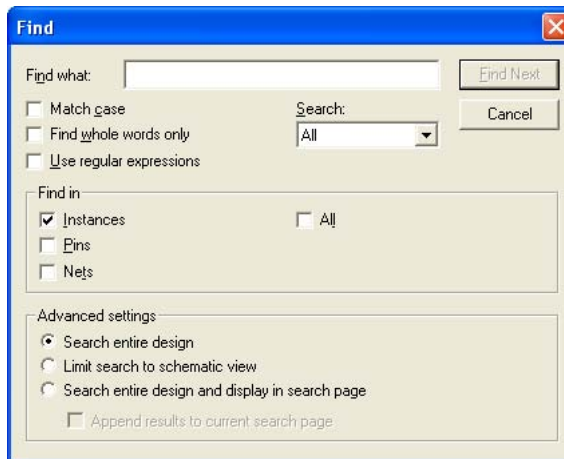 Find
Find what:
Find Next
Match case
Search:
Cancel
Find whole words only
All
Use regular expressions
Find in
Instances
All
Pins
Nets
Advanced settings
Search entire design
Limit search to schematic view
Search entire design and display in search page
Append results to current search page